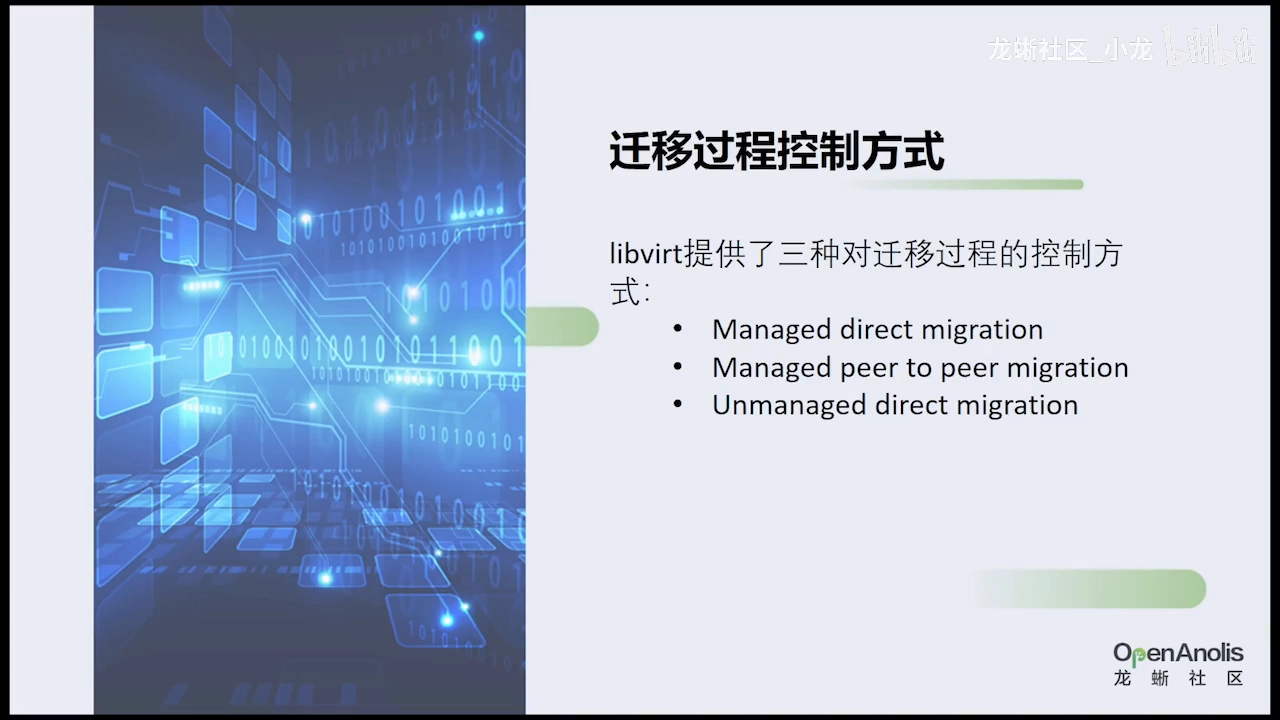 龙蜥社区_小龙 bilibili
迁移过程控制方式
libvirt提供了三种对迁移过程的控制方
式：
• Managed direct migration
• Managed peer to peer migration
• Unmanaged direct migration
OpenAnolis
龙蜥社区